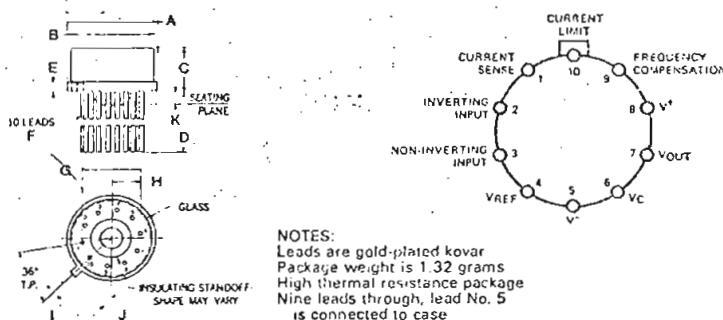 A
B
E
C
F
K
D
SEATING
PLANE
10 LEADS
F
G
H
GLASS
36°
T.P.
INSULATING STANDOFF
SHAPE MAY VARY
I
J
CURRENT
LIMIT
CURRENT
SENSE
1
10
9
FREQUENCY
COMPENSATION
INVERTING
INPUT
2
8
V+
NON-INVERTING
INPUT
3
7
VOUT
VREF
4
5
V-
6
VC
NOTES:
Leads are gold-plated kovar
Package weight is 1.32 grams
High thermal resistance package
Nine leads through, lead No. 5
is connected to case